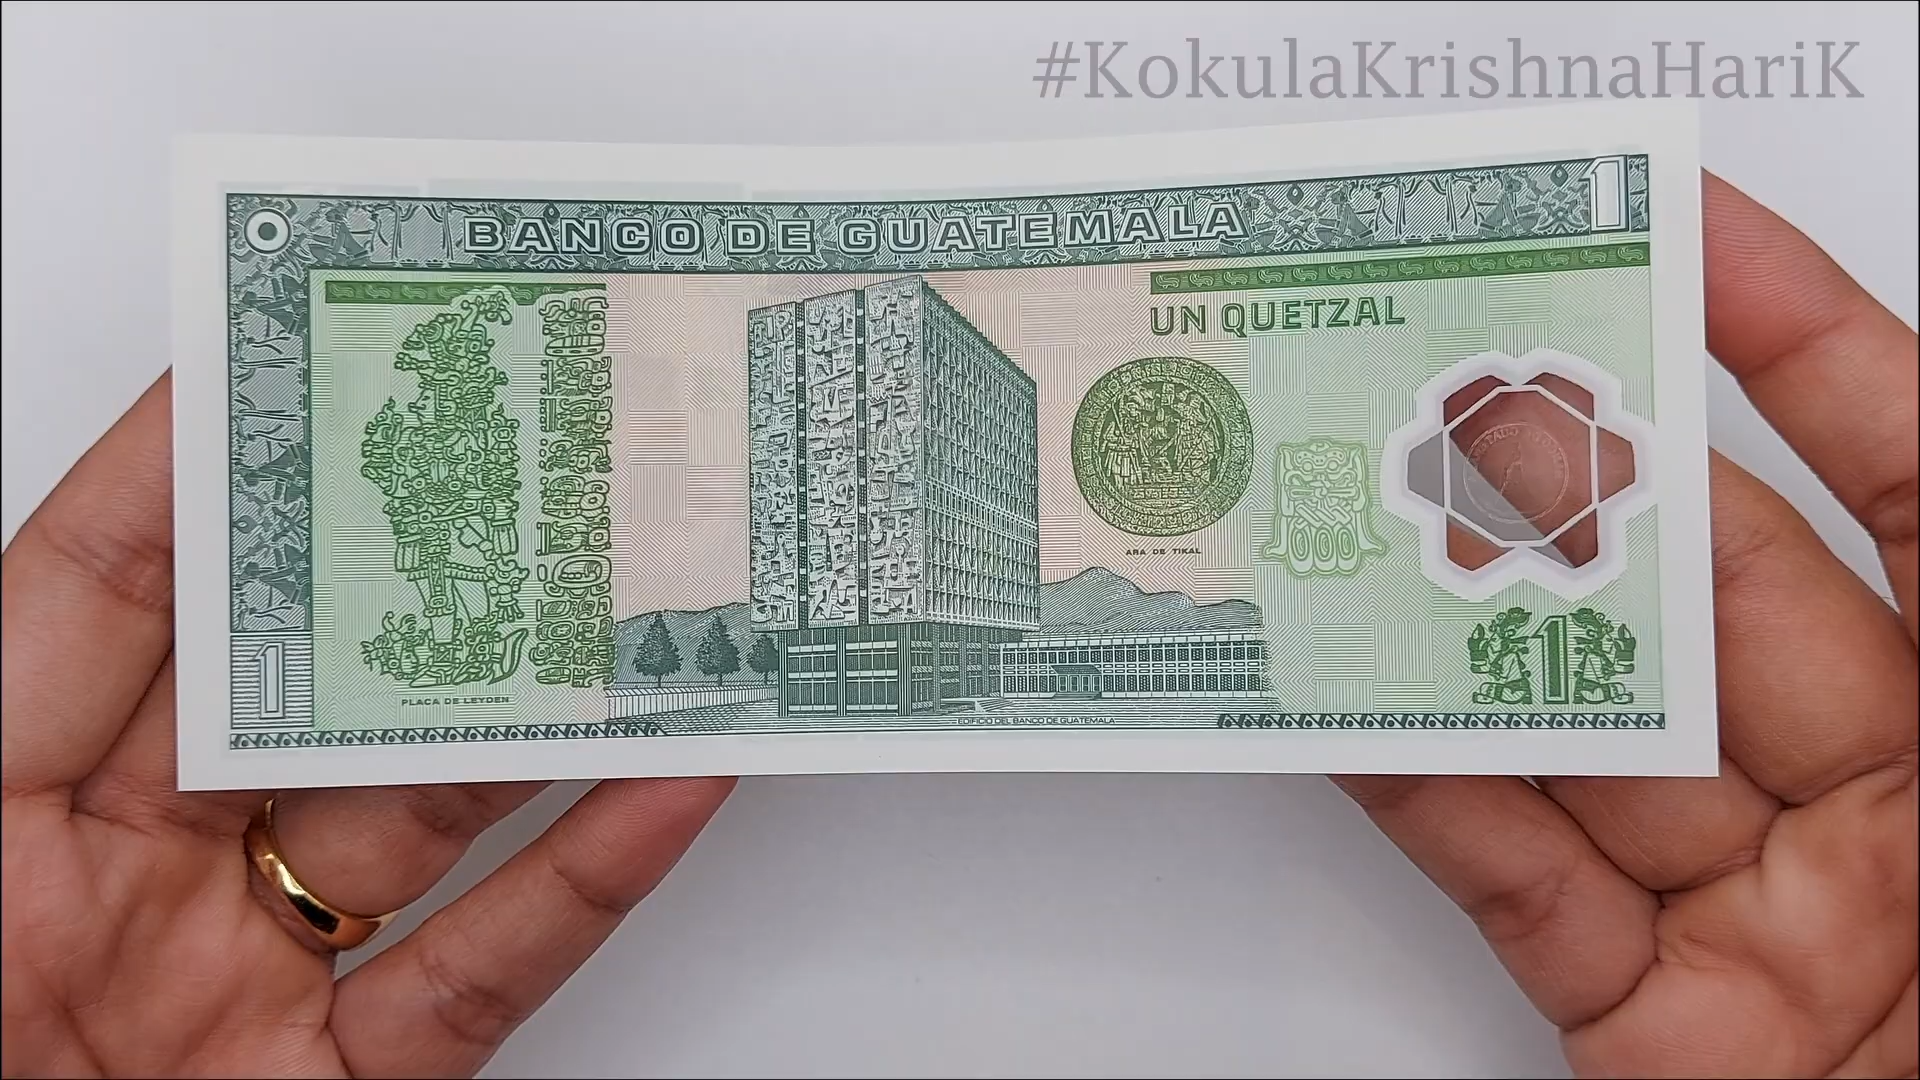 #KokulaKrishnaHariK
1
BANCO DE GUATEMALA
UN QUETZAL
ARA DE TIKAL
1
PLACA DE LEYDEN
EDIFICIO DEL BANCO DE GUATEMALA
1